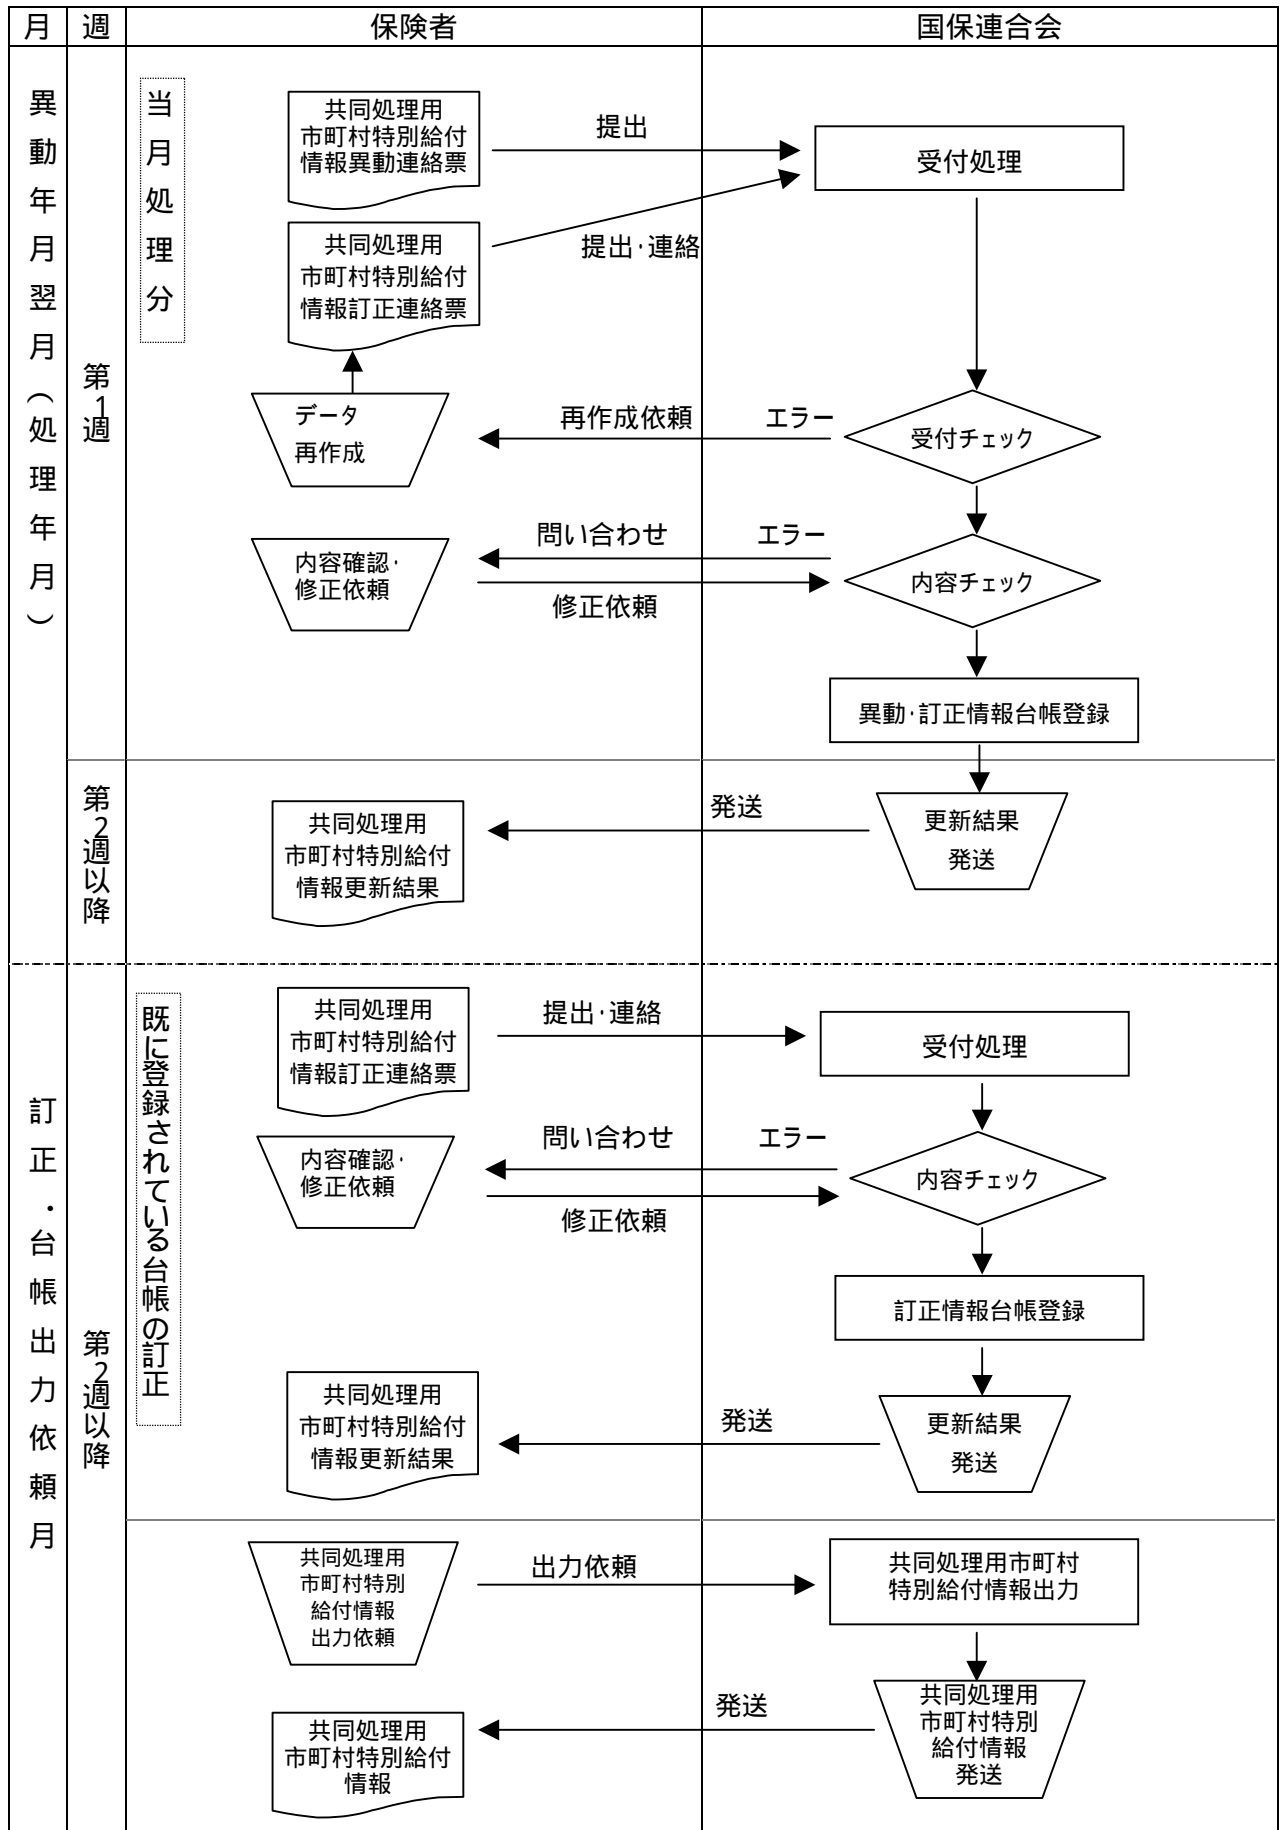 月
週
保険者
国保連合会
異動年月翌月（処理年月）
第1週
当月処理分
共同処理用
市町村特別給付
情報異動連絡票
提出
受付処理
共同処理用
市町村特別給付
情報訂正連絡票
提出・連絡
データ
再作成
再作成依頼
エラー
受付チェック
問い合わせ
エラー
内容確認・
修正依頼
内容チェック
修正依頼
異動・訂正情報台帳登録
第2週以降
共同処理用
市町村特別給付
情報更新結果
発送
更新結果
発送
訂正・台帳出力依頼月
第2週以降
既に登録されている台帳の訂正
共同処理用
市町村特別給付
情報訂正連絡票
提出・連絡
受付処理
問い合わせ
エラー
内容確認・
修正依頼
内容チェック
修正依頼
訂正情報台帳登録
共同処理用
市町村特別給付
情報更新結果
発送
更新結果
発送
共同処理用
市町村特別
給付情報
出力依頼
出力依頼
共同処理用市町村
特別給付情報出力
共同処理用
市町村特別給付
情報
発送
共同処理用
市町村特別
給付情報
発送